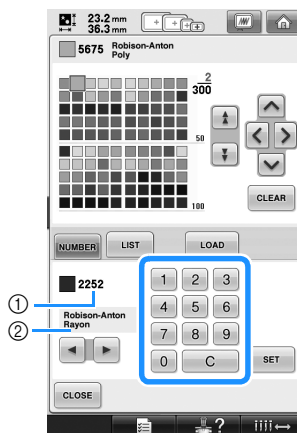 23.2 mm
36.3 mm
5675 Robison-Anton
Poly
2
300
50
100
CLEAR
NUMBER
LIST
LOAD
① 2252
② Robison-Anton
Rayon
1 2 3
4 5 6
7 8 9
0 C
SET
CLOSE
?